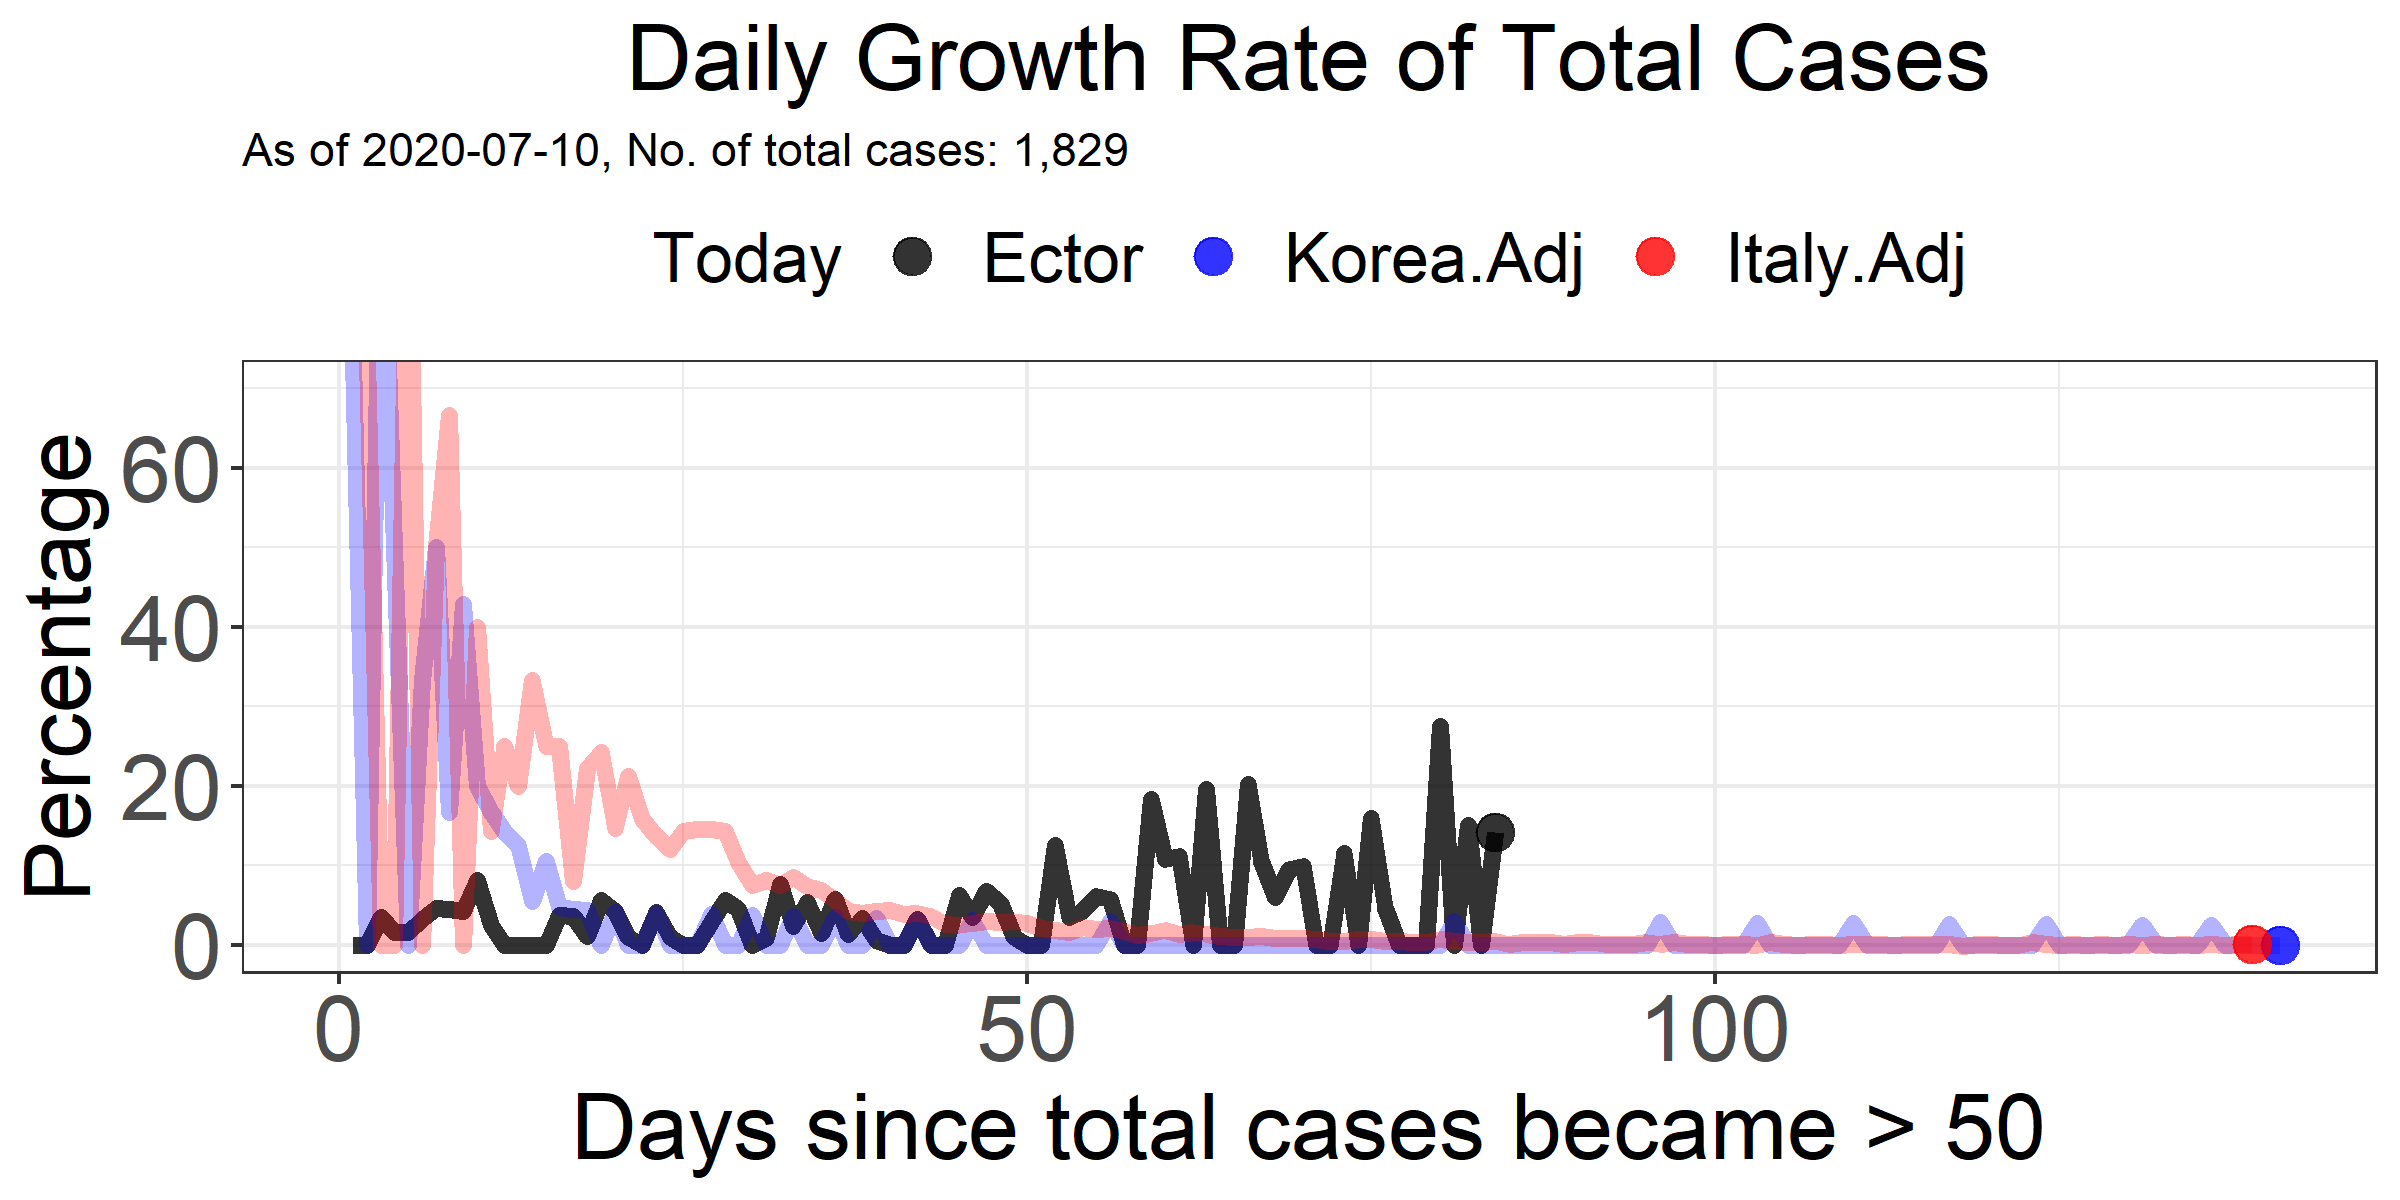 Daily Growth Rate of Total Cases
As of 2020-07-10, No. of total cases: 1,829
Today Ector Korea.Adj Italy.Adj
Percentage
60
40
20
0
0 50 100
Days since total cases became > 50